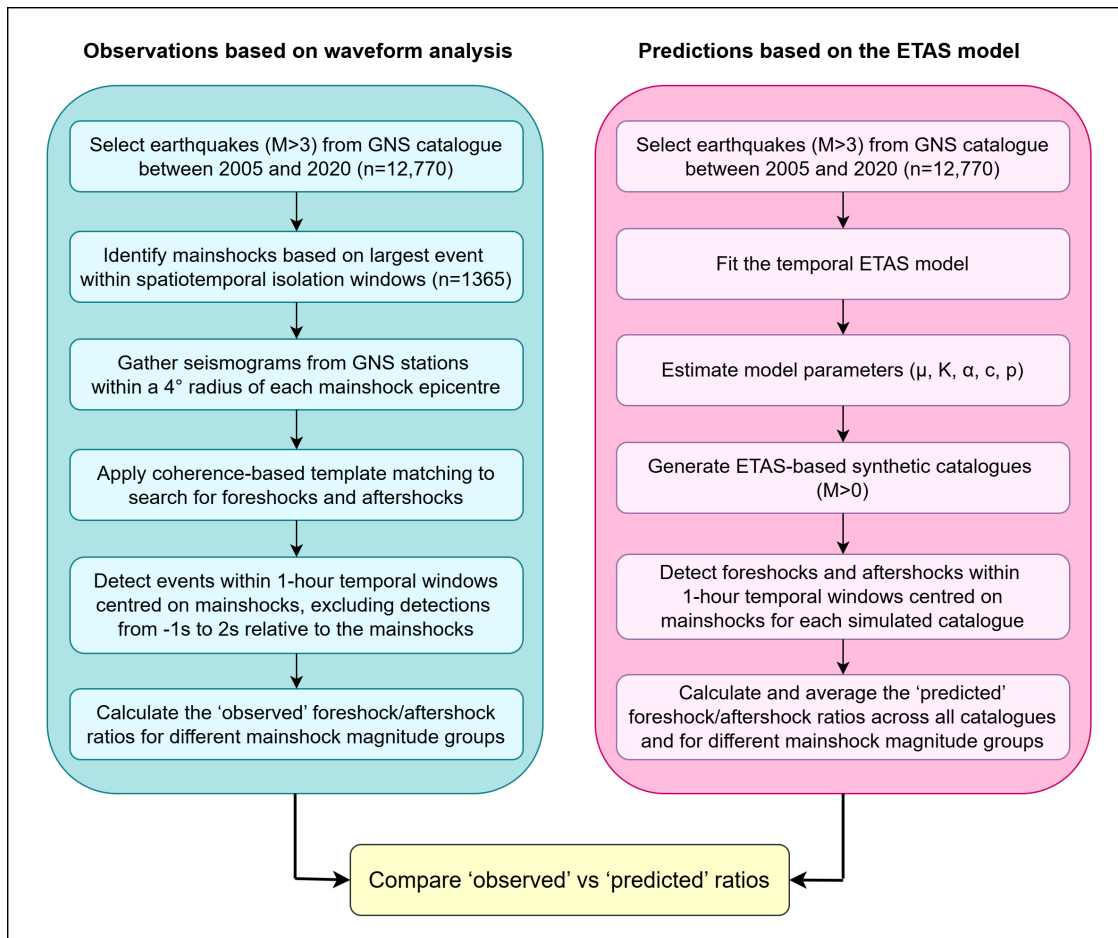 Observations based on waveform analysis
Select earthquakes (M>3) from GNS catalogue
between 2005 and 2020 (n=12,770)
Identify mainshocks based on largest event
within spatiotemporal isolation windows (n=1365)
Gather seismograms from GNS stations
within a 4° radius of each mainshock epicentre
Apply coherence-based template matching to
search for foreshocks and aftershocks
Detect events within 1-hour temporal windows
centred on mainshocks, excluding detections
from -1s to 2s relative to the mainshocks
Calculate the ‘observed’ foreshock/aftershock
ratios for different mainshock magnitude groups
Predictions based on the ETAS model
Select earthquakes (M>3) from GNS catalogue
between 2005 and 2020 (n=12,770)
Fit the temporal ETAS model
Estimate model parameters (μ, K, α, c, p)
Generate ETAS-based synthetic catalogues
(M>0)
Detect foreshocks and aftershocks within
1-hour temporal windows centred on
mainshocks for each simulated catalogue
Calculate and average the ‘predicted’
foreshock/aftershock ratios across all catalogues
and for different mainshock magnitude groups
Compare ‘observed’ vs ‘predicted’ ratios